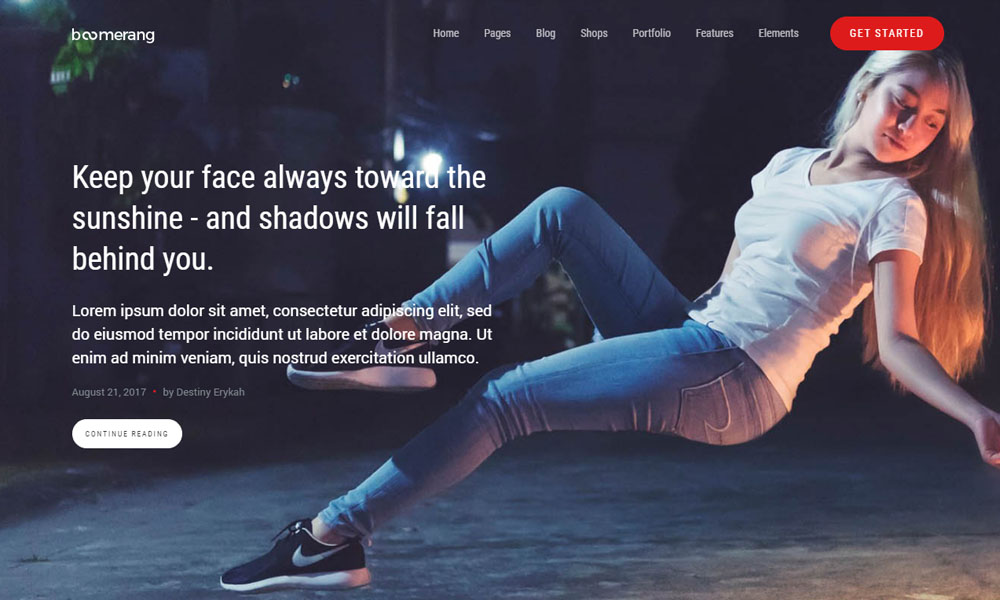 boomerang
Home Pages Blog Shops Portfolio Features Elements GET STARTED
Keep your face always toward the
sunshine - and shadows will fall
behind you.
Lorem ipsum dolor sit amet, consectetur adipiscing elit, sed
do eiusmod tempor incididunt ut labore et dolore magna. Ut
enim ad minim veniam, quis nostrud exercitation ullamco.
August 21, 2017 • by Destiny Erykah
CONTINUE READING